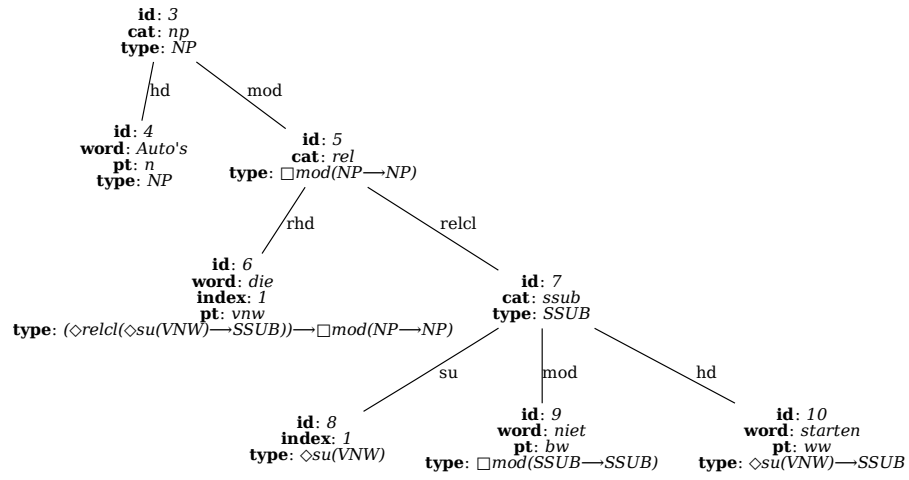 id: 3
cat: np
type: NP
hd
mod
id: 4
word: Auto's
pt: n
type: NP
id: 5
cat: rel
type: □mod(NP⟶NP)
rhd
relcl
id: 6
word: die
index: 1
pt: vnw
type: (◇relcl(◇su(VNW)⟶SSUB))⟶□mod(NP⟶NP)
id: 7
cat: ssub
type: SSUB
su
mod
hd
id: 8
index: 1
type: ◇su(VNW)
id: 9
word: niet
pt: bw
type: □mod(SSUB⟶SSUB)
id: 10
word: starten
pt: ww
type: ◇su(VNW)⟶SSUB